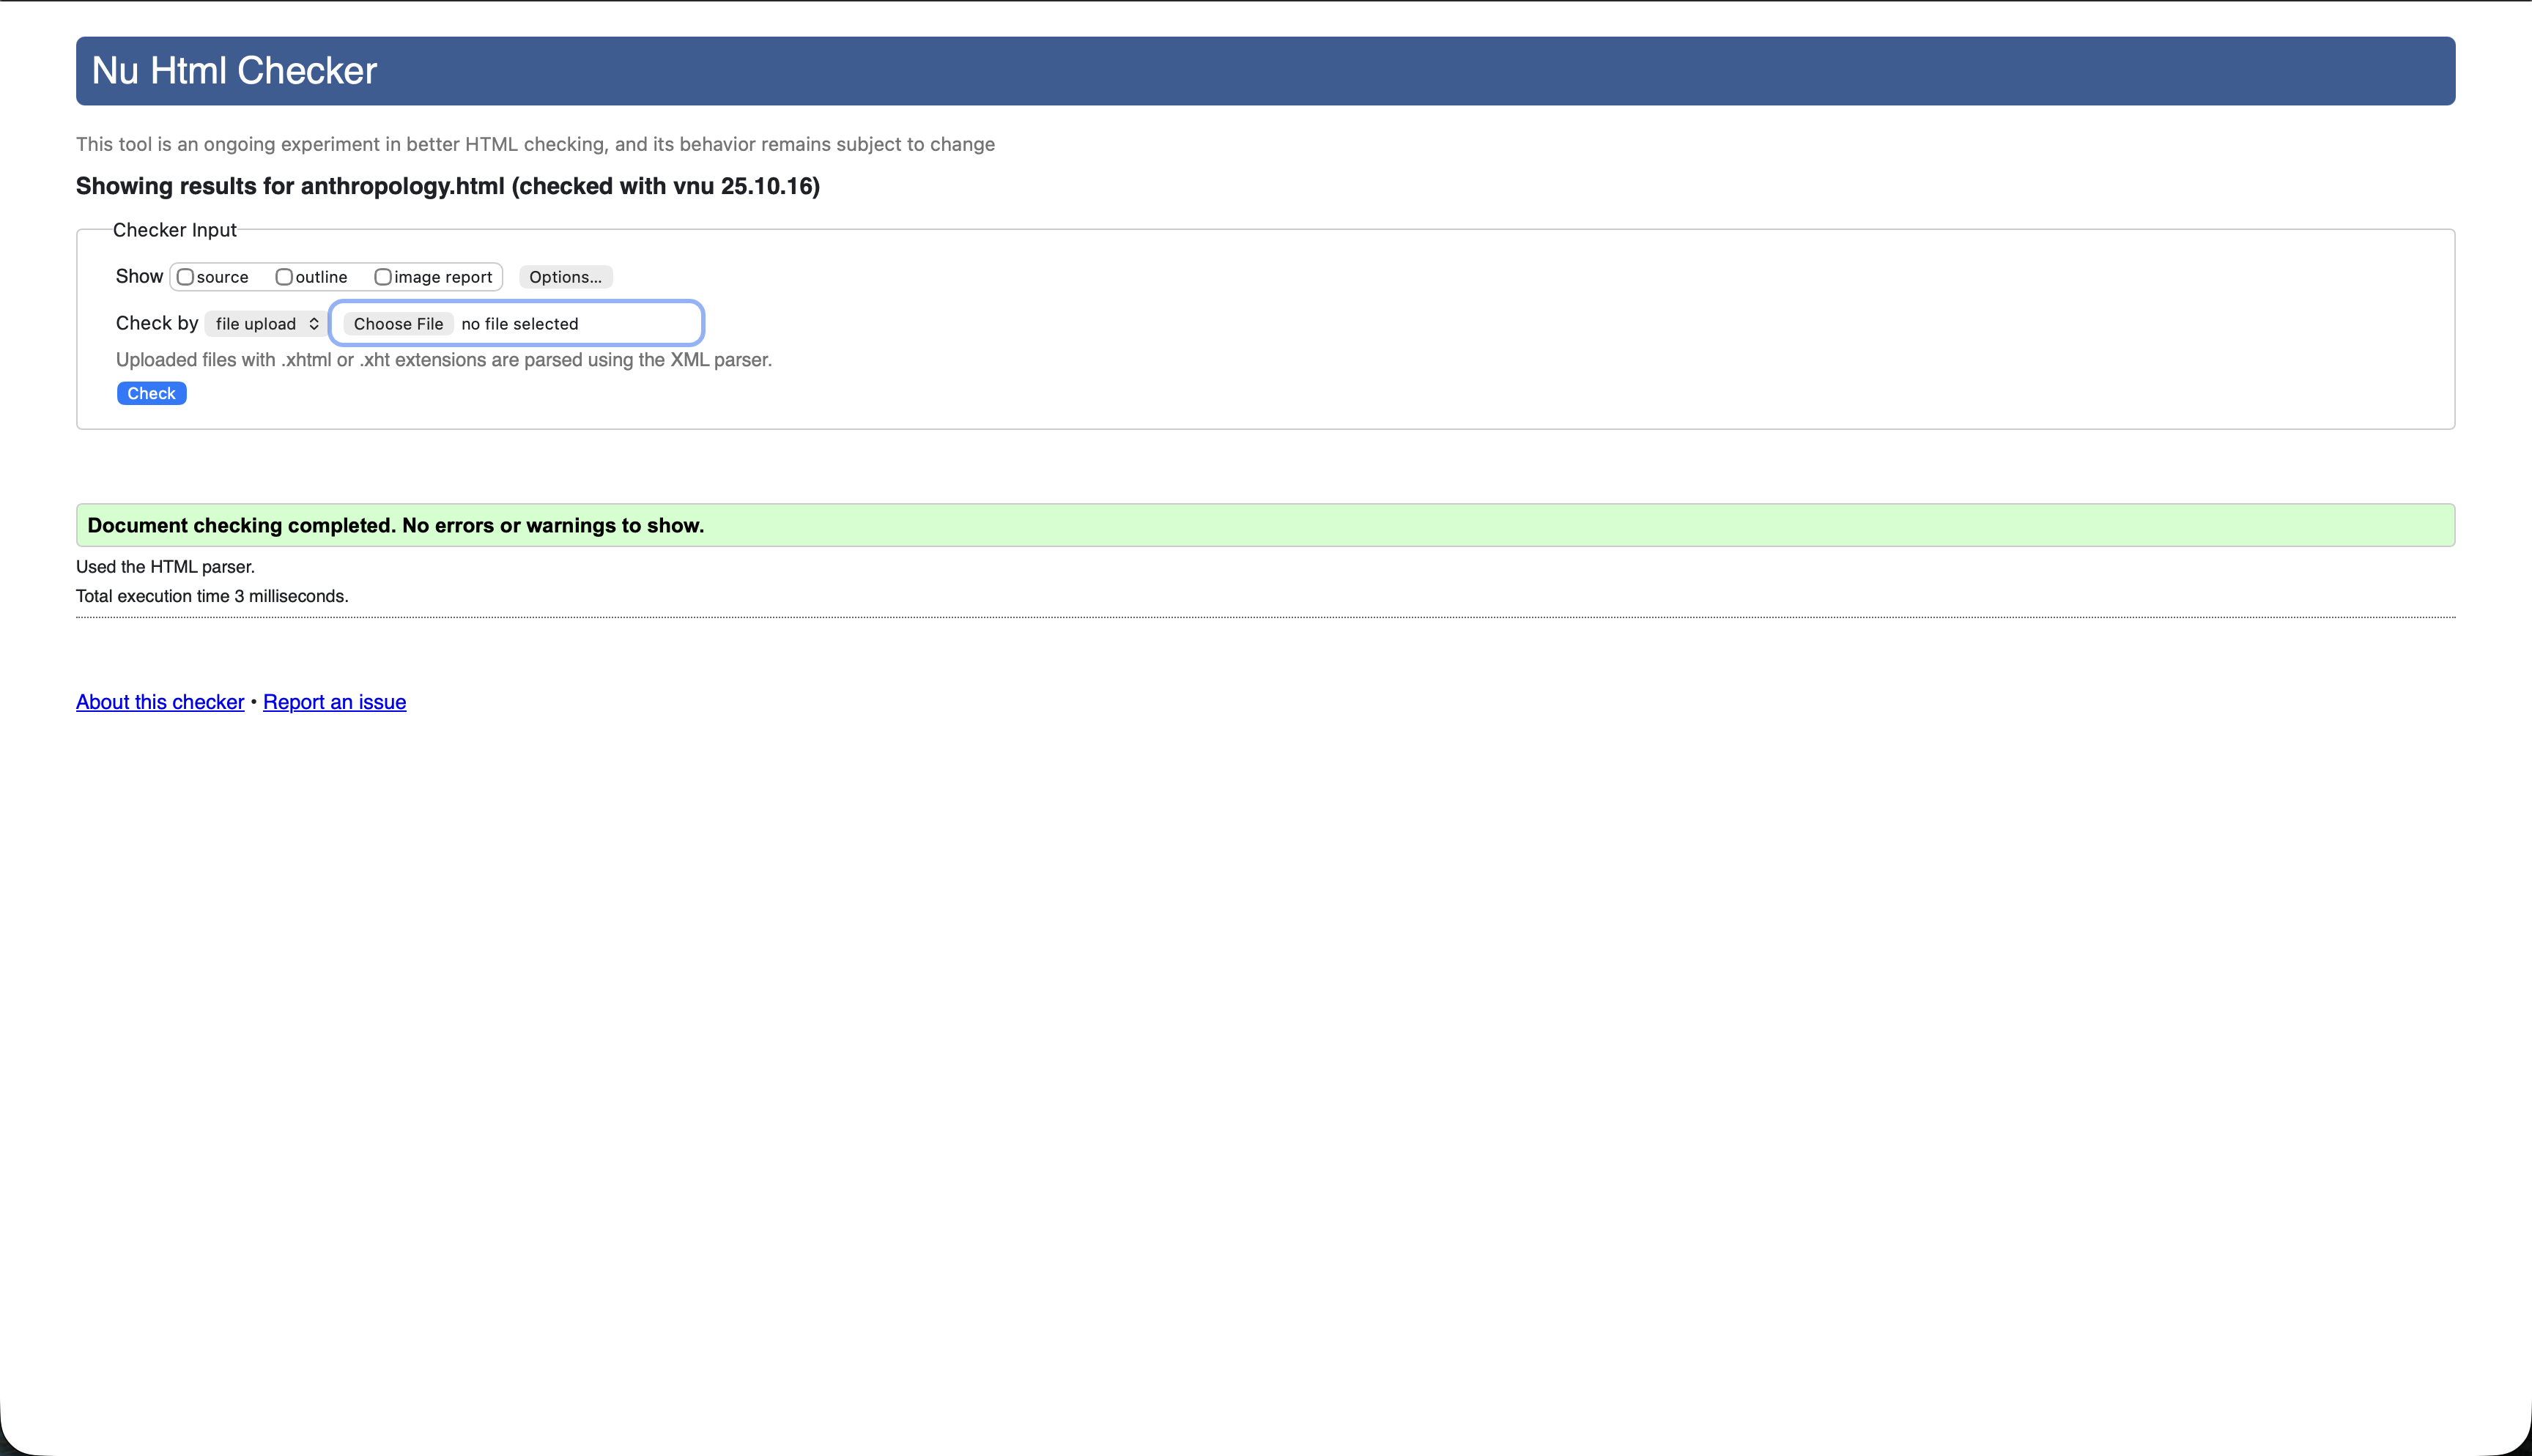 Nu Html Checker
This tool is an ongoing experiment in better HTML checking, and its behavior remains subject to change
Showing results for anthropology.html (checked with vnu 25.10.16)
Checker Input
Show source outline image report Options...
Check by file upload Choose File no file selected
Uploaded files with .xhtml or .xht extensions are parsed using the XML parser.
Check
Document checking completed. No errors or warnings to show.
Used the HTML parser.
Total execution time 3 milliseconds.
About this checker • Report an issue